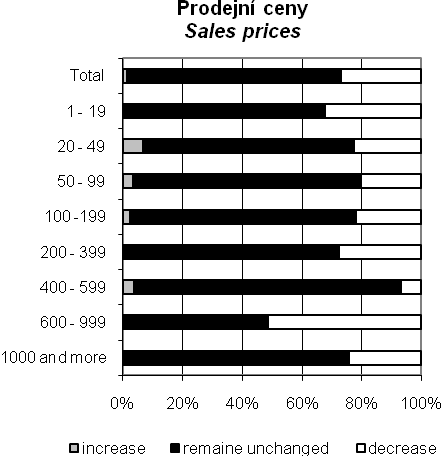 Prodejní ceny
Sales prices
Total
1 - 19
20 - 49
50 - 99
100 -199
200 - 399
400 - 599
600 - 999
1000 and more
0% 20% 40% 60% 80% 100%
increase remaine unchanged decrease